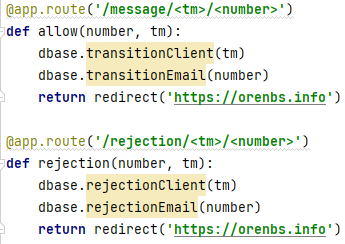 @app.route('/message/<tm>/<number>')
def allow(number, tm):
    dbase.transitionClient(tm)
    dbase.transitionEmail(number)
    return redirect('https://orenbs.info')
@app.route('/rejection/<tm>/<number>')
def rejection(number, tm):
    dbase.rejectionClient(tm)
    dbase.rejectionEmail(number)
    return redirect('https://orenbs.info')